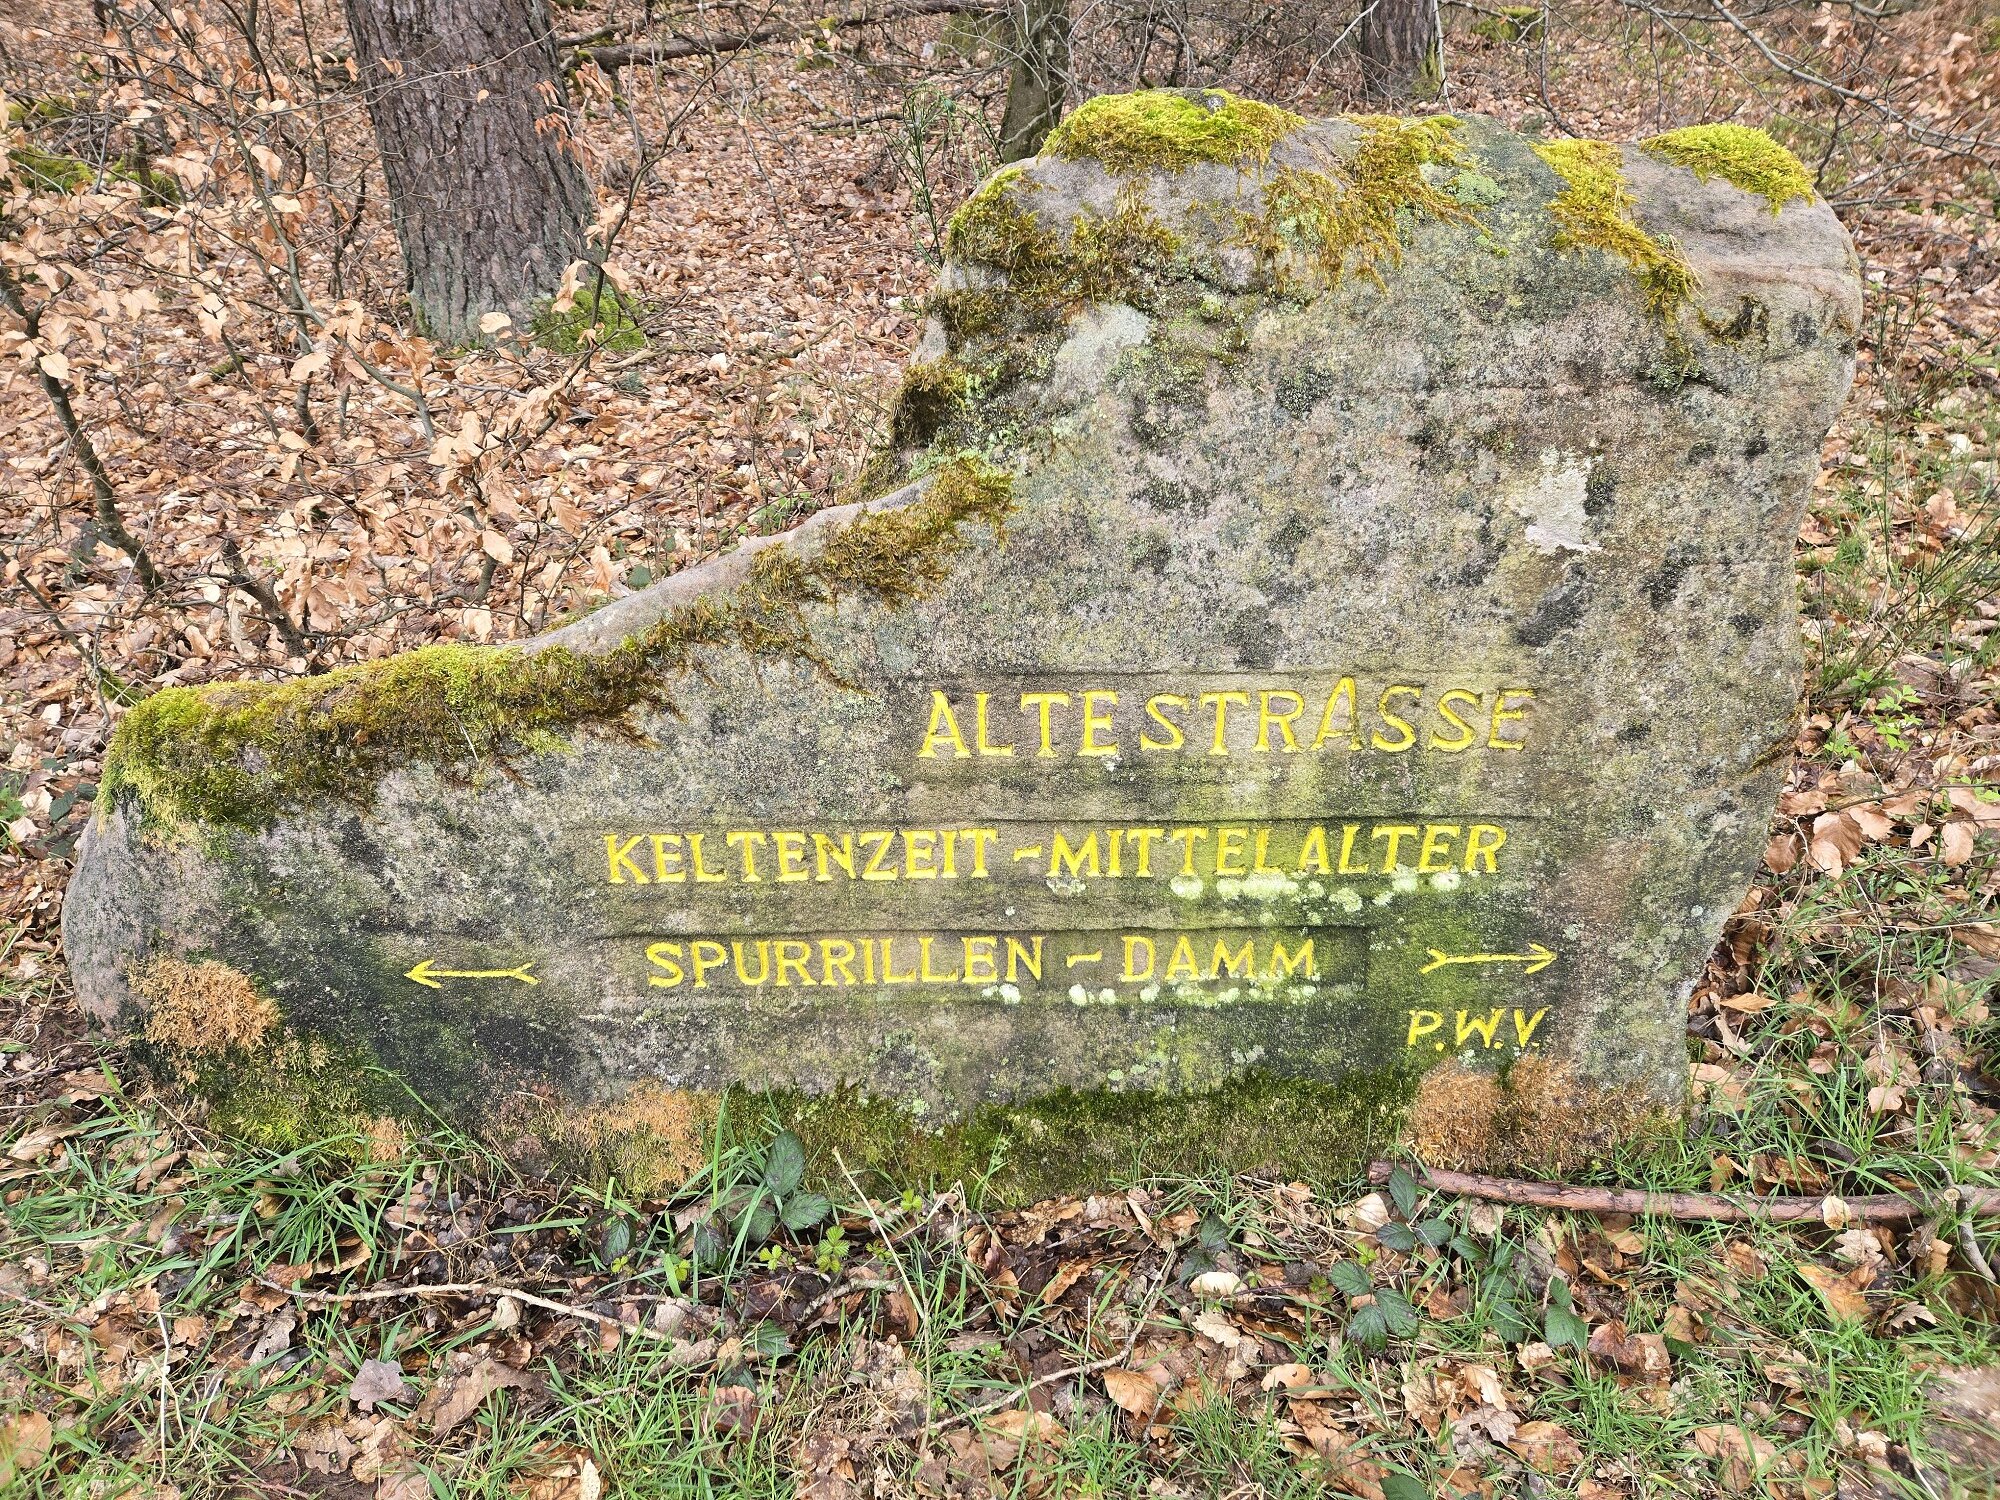 ALTESTRASSE
KELTENZEIT-MITTELALTER
SPURRILLEN-DAMM
P.W.V.